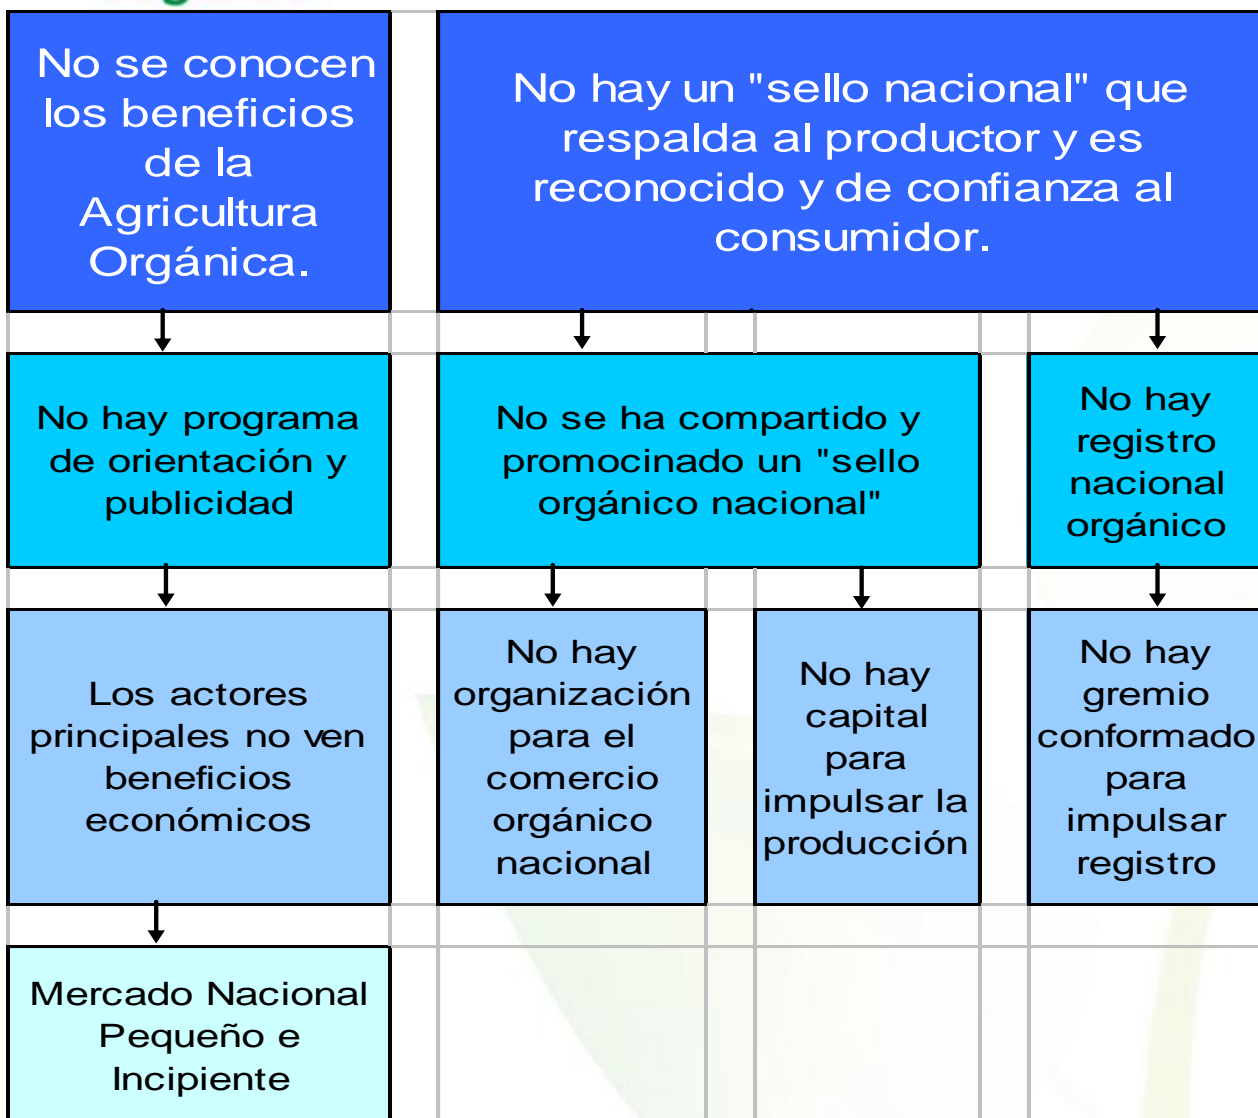 No se conocen
los beneficios
de la
Agricultura
Orgánica.
No hay un "sello nacional" que
respalda al productor y es
reconocido y de confianza al
consumidor.
No hay programa
de orientación y
publicidad
No se ha compartido y
promocinado un "sello
orgánico nacional"
No hay
registro
nacional
orgánico
Los actores
principales no ven
beneficios
económicos
No hay
organización
para el
comercio
orgánico
nacional
No hay
capital
para
impulsar la
producción
No hay
gremio
conformado
para
impulsar
registro
Mercado Nacional
Pequeño e
Incipiente